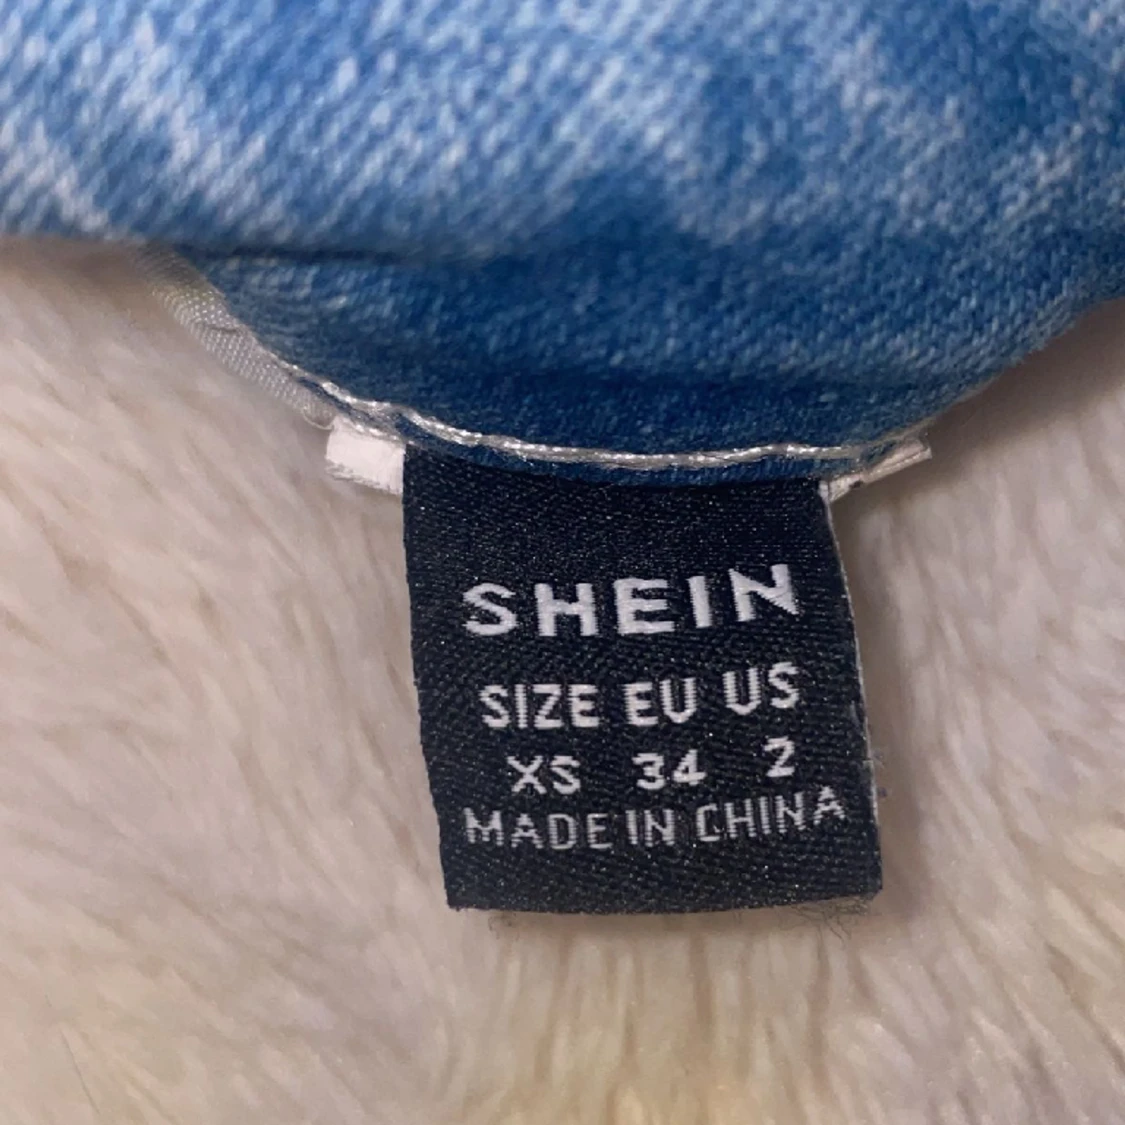 SHEIN
SIZE EU US
XS 34 2
MADE IN CHINA